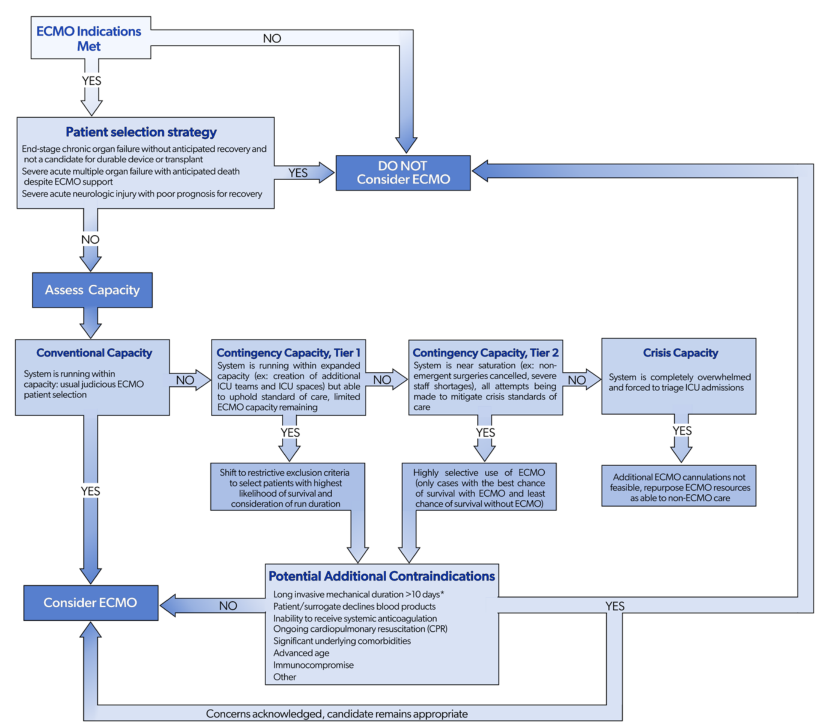 ECMO Indications
Met
NO
YES
Patient selection strategy
End-stage chronic organ failure without anticipated recovery and
not a candidate for durable device or transplant
Severe acute multiple organ failure with anticipated death
despite ECMO support
Severe acute neurologic injury with poor prognosis for recovery
YES
DO NOT
Consider ECMO
NO
Assess Capacity
Conventional Capacity
System is running within
capacity: usual judicious ECMO
patient selection
NO
Contingency Capacity, Tier 1
System is running within expanded
capacity (ex: creation of additional
ICU teams and ICU spaces) but able
to uphold standard of care, limited
ECMO capacity remaining
NO
Contingency Capacity, Tier 2
System is near saturation (ex: non-
emergent surgeries cancelled, severe
staff shortages), all attempts being
made to mitigate crisis standards of
care
NO
Crisis Capacity
System is completely overwhelmed
and forced to triage ICU admissions
YES
YES
YES
YES
Shift to restrictive exclusion criteria
to select patients with highest
likelihood of survival and
consideration of run duration
Highly selective use of ECMO
(only cases with the best chance
of survival with ECMO and least
chance of survival without ECMO)
Additional ECMO cannulations not
feasible, repurpose ECMO resources
as able to non-ECMO care
Consider ECMO
NO
Potential Additional Contraindications
Long invasive mechanical duration >10 days*
Patient/surrogate declines blood products
Inability to receive systemic anticoagulation
Ongoing cardiopulmonary resuscitation (CPR)
Significant underlying comorbidities
Advanced age
Immunocompromise
Other
YES
Concerns acknowledged, candidate remains appropriate